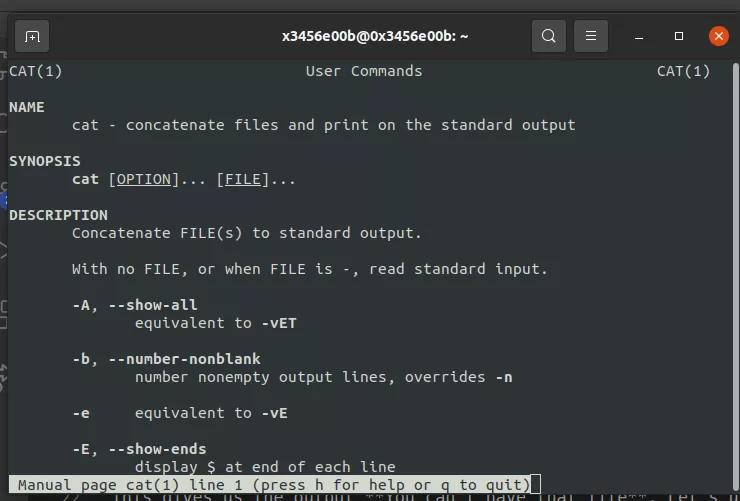 x3456e00b@0x3456e00b: ~
CAT(1) User Commands CAT(1)
NAME
cat - concatenate files and print on the standard output
SYNOPSIS
cat [OPTION]... [FILE]...
DESCRIPTION
Concatenate FILE(s) to standard output.
With no FILE, or when FILE is -, read standard input.
-A, --show-all
equivalent to -vET
-b, --number-nonblank
number nonempty output lines, overrides -n
-e equivalent to -vE
-E, --show-ends
display $ at end of each line
Manual page cat(1) line 1 (press h for help or q to quit)